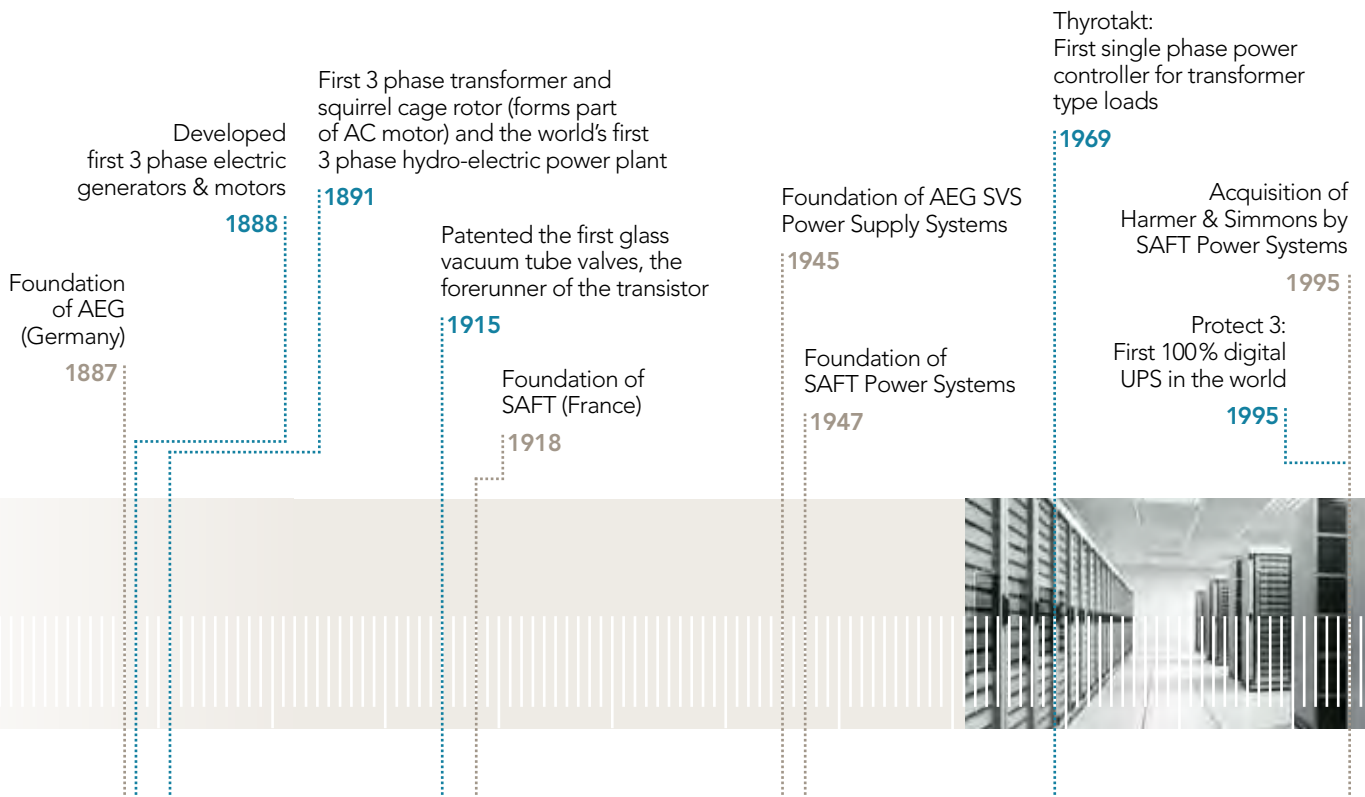 Foundation
of AEG
(Germany)
1887
Developed
first 3 phase electric
generators & motors
1888
First 3 phase transformer and
squirrel cage rotor (forms part
of AC motor) and the world's first
3 phase hydro-electric power plant
1891
Patented the first glass
vacuum tube valves, the
forerunner of the transistor
1915
Foundation of
SAFT (France)
1918
Foundation of AEG SVS
Power Supply Systems
1945
Foundation of
SAFT Power Systems
1947
Thyrotakt:
First single phase power
controller for transformer
type loads
1969
Acquisition of
Harmer & Simmons by
SAFT Power Systems
1995
Protect 3:
First 100% digital
UPS in the world
1995